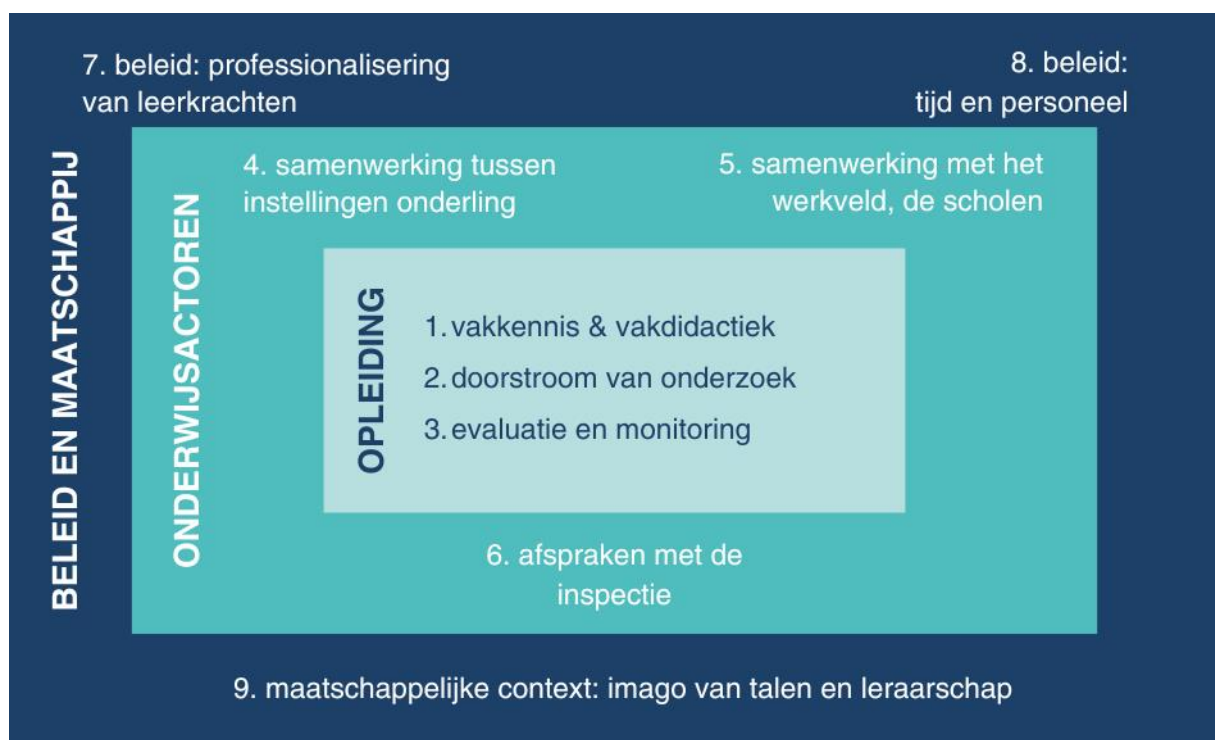 7. beleid: professionalisering
van leerkrachten
8. beleid:
tijd en personeel
BELEID EN MAATSCHAPPIJ
ONDERWIJSACTOREN
4. samenwerking tussen
instellingen onderling
5. samenwerking met het
werkveld, de scholen
OPLEIDING
1. vakkennis & vakdidactiek
2. doorstroom van onderzoek
3. evaluatie en monitoring
6. afspraken met de
inspectie
9. maatschappelijke context: imago van talen en leraarschap